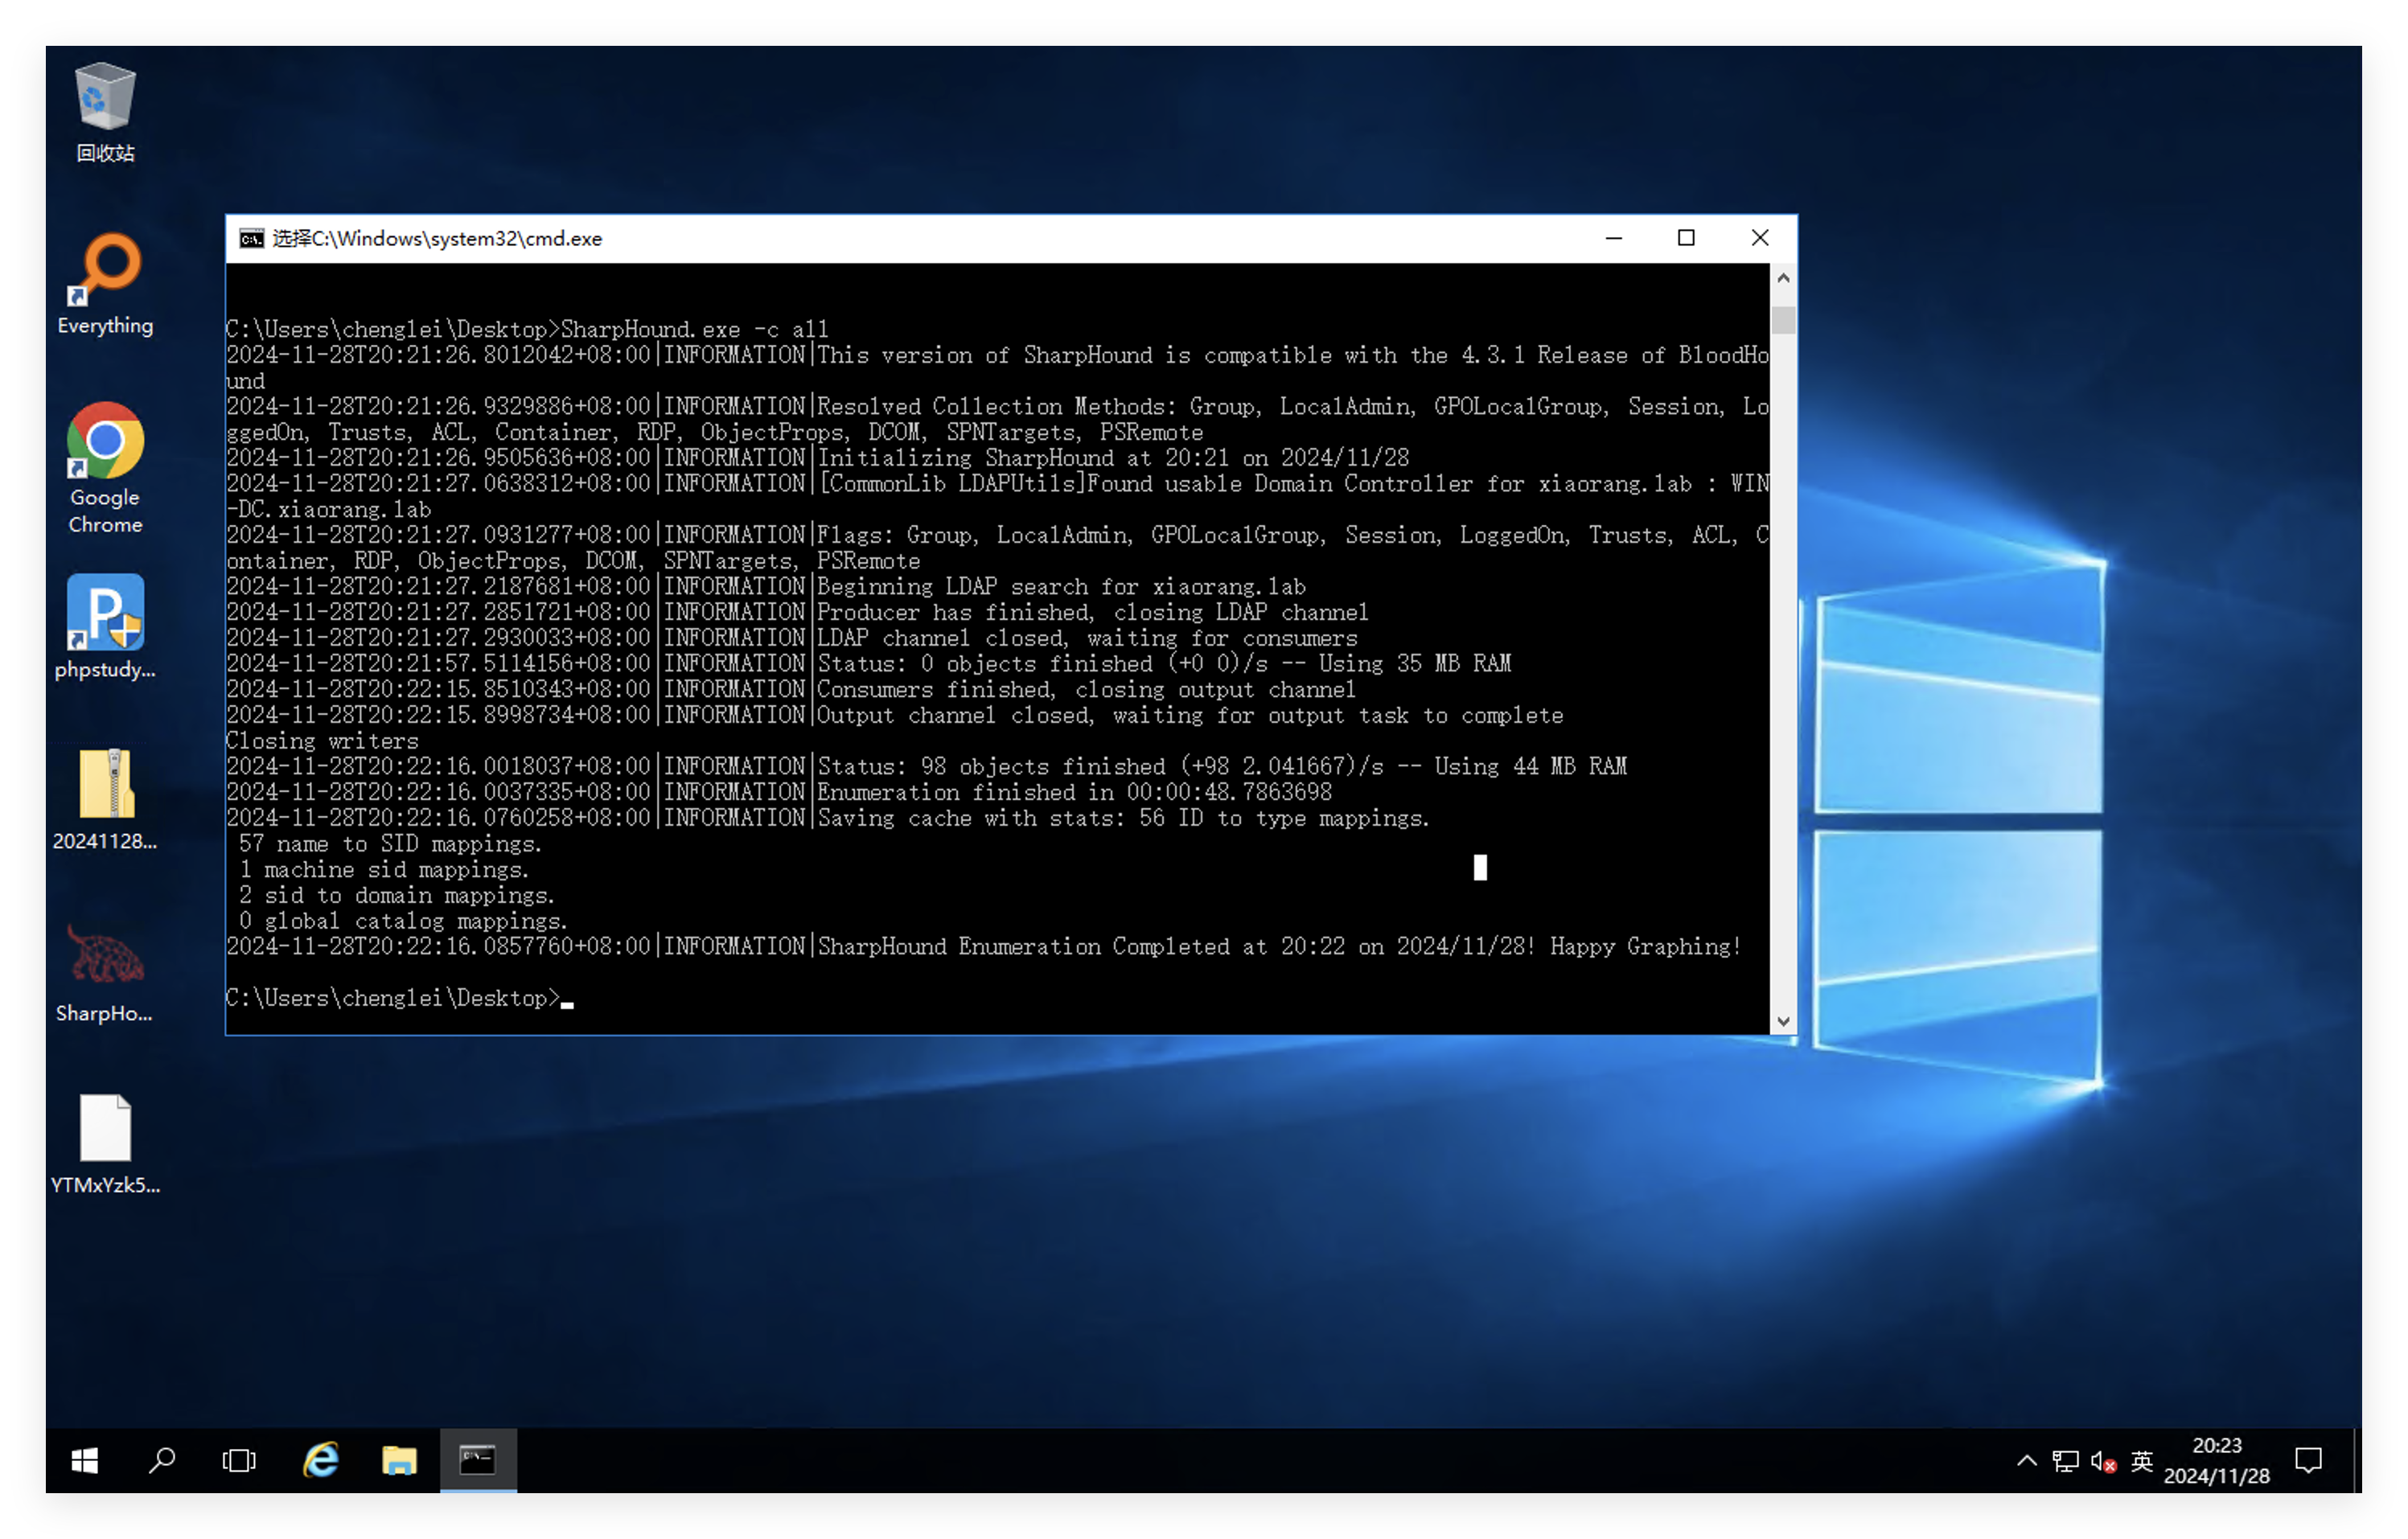 回收站
Everything
Google
Chrome
phpstudy...
20241128...
SharpHo...
YTMxYzk5...
选择C:\Windows\system32\cmd.exe
C:\Users\chenglei\Desktop>SharpHound.exe -c all
2024-11-28T20:21:26.8012042+08:00|INFORMATION|This version of SharpHound is compatible with the 4.3.1 Release of BloodHo
und
2024-11-28T20:21:26.9329886+08:00|INFORMATION|Resolved Collection Methods: Group, LocalAdmin, GPOLocalGroup, Session, Lo
ggedOn, Trusts, ACL, Container, RDP, ObjectProps, DCOM, SPNTargets, PSRemote
2024-11-28T20:21:26.9505636+08:00|INFORMATION|Initializing SharpHound at 20:21 on 2024/11/28
2024-11-28T20:21:27.0638312+08:00|INFORMATION|[CommonLib LDAPUtils]Found usable Domain Controller for xiaorang.lab : WIN
-DC.xiaorang.lab
2024-11-28T20:21:27.0931277+08:00|INFORMATION|Flags: Group, LocalAdmin, GPOLocalGroup, Session, LoggedOn, Trusts, ACL, C
ontainer, RDP, ObjectProps, DCOM, SPNTargets, PSRemote
2024-11-28T20:21:27.2187681+08:00|INFORMATION|Beginning LDAP search for xiaorang.lab
2024-11-28T20:21:27.2851721+08:00|INFORMATION|Producer has finished, closing LDAP channel
2024-11-28T20:21:27.2930033+08:00|INFORMATION|LDAP channel closed, waiting for consumers
2024-11-28T20:21:57.5114156+08:00|INFORMATION|Status: 0 objects finished (+0 0)/s -- Using 35 MB RAM
2024-11-28T20:22:15.8510343+08:00|INFORMATION|Consumers finished, closing output channel
2024-11-28T20:22:15.8998734+08:00|INFORMATION|Output channel closed, waiting for output task to complete
Closing writers
2024-11-28T20:22:16.0018037+08:00|INFORMATION|Status: 98 objects finished (+98 2.041667)/s -- Using 44 MB RAM
2024-11-28T20:22:16.0037335+08:00|INFORMATION|Enumeration finished in 00:00:48.7863698
2024-11-28T20:22:16.0760258+08:00|INFORMATION|Saving cache with stats: 56 ID to type mappings.
57 name to SID mappings.
1 machine sid mappings.
2 sid to domain mappings.
0 global catalog mappings.
2024-11-28T20:22:16.0857760+08:00|INFORMATION|SharpHound Enumeration Completed at 20:22 on 2024/11/28! Happy Graphing!
C:\Users\chenglei\Desktop>
英
20:23
2024/11/28